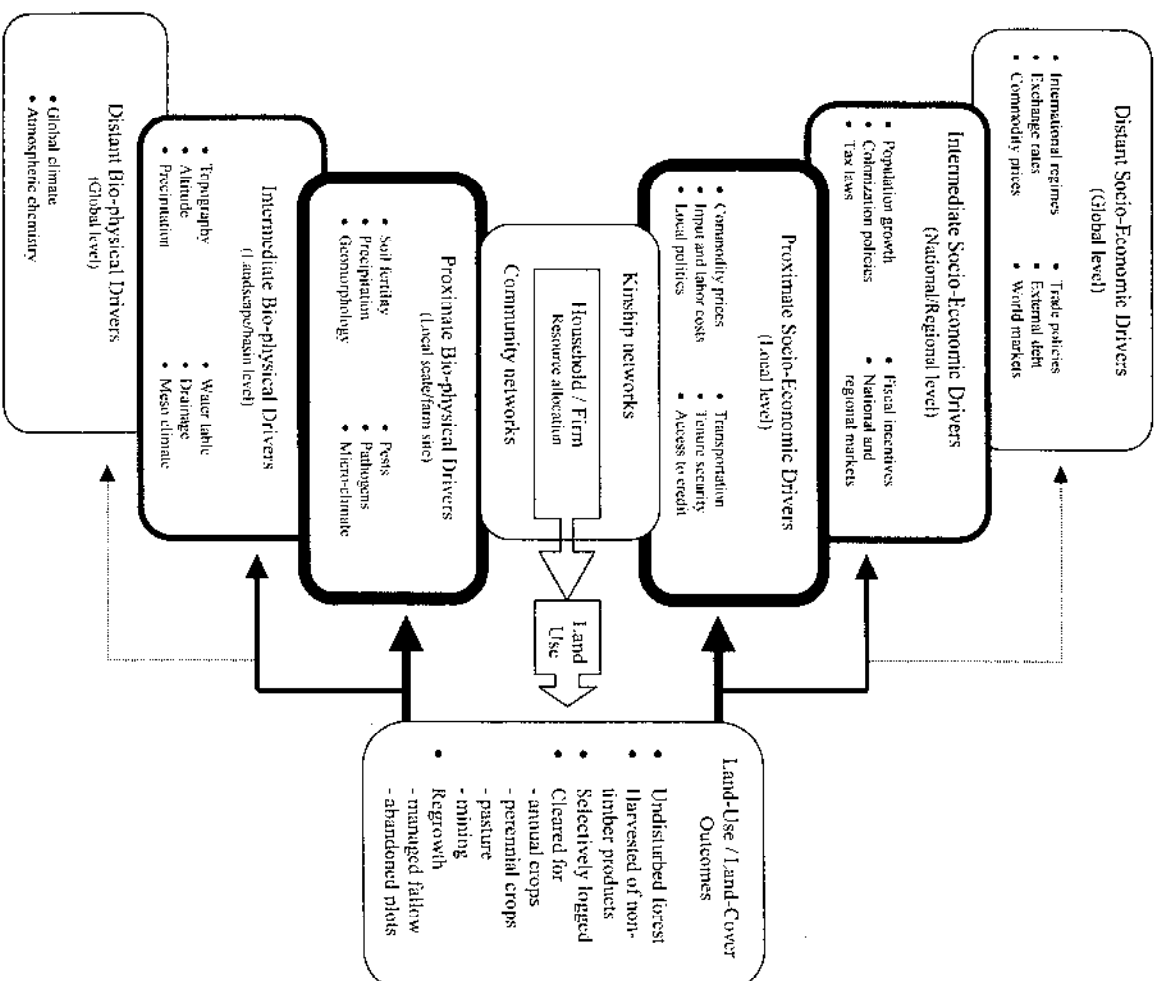 Distant Socio-Economic Drivers
(Global level)
• International regimes
• Exchange rates
• Commodity prices
• Trade policies
• External debt
• World markets
Intermediate Socio-Economic Drivers
(National/Regional level)
• Population growth
• Colonization policies
• Tax laws
• Fiscal incentives
• National and
regional markets
Proximate Socio-Economic Drivers
(Local level)
• Commodity prices
• Input and labor costs
• Local politics
• Transportation
• Tenure security
• Access to credit
Kinship networks
Household / Firm
Resource allocation
Community networks
Land
Use
Proximate Bio-physical Drivers
(Local scale/farm site)
• Soil fertility
• Precipitation
• Geomorphology
• Pests
• Pathogens
• Micro-climate
Intermediate Bio-physical Drivers
(Landscape/basin level)
• Topography
• Altitude
• Precipitation
• Water table
• Drainage
• Meso climate
Distant Bio-physical Drivers
(Global level)
• Global climate
• Atmospheric chemistry
Land-Use / Land-Cover
Outcomes
• Undisturbed forest
• Harvested of non-
timber products
• Selectively logged
• Cleared for
- annual crops
- perennial crops
- pasture
- mining
• Regrowth
- managed fallow
- abandoned plots